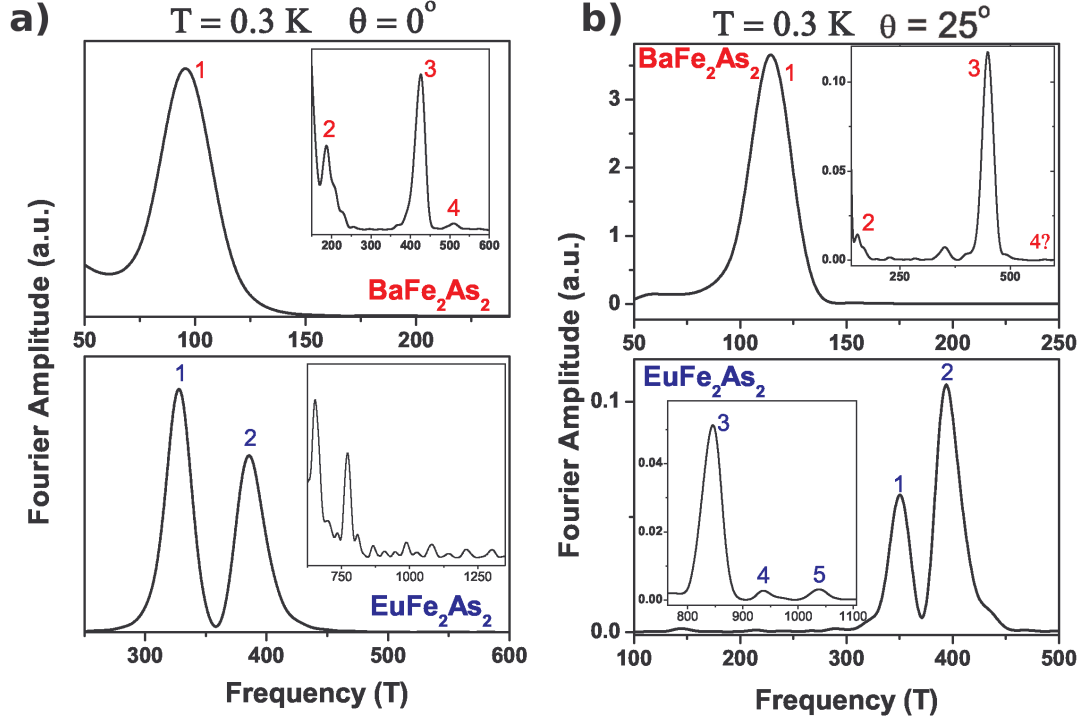 a)
T = 0.3 K θ = 0°
1
2
3
4
200 300 400 500 600
BaFe₂As₂
50 100 150 200
1
2
750 1000 1250
EuFe₂As₂
300 400 500 600
Frequency (T)
Fourier Amplitude (a.u.)
b)
T = 0.3 K θ = 25°
BaFe₂As₂
1
3
2
1
0
0.10
0.05
0.00
2
3
4?
250 500
50 100 150 200 250
EuFe₂As₂
0.1
0.0
1
2
0.04
0.02
0.00
3
4
5
800 900 1000 1100
100 200 300 400 500
Frequency (T)
Fourier Amplitude (a.u.)